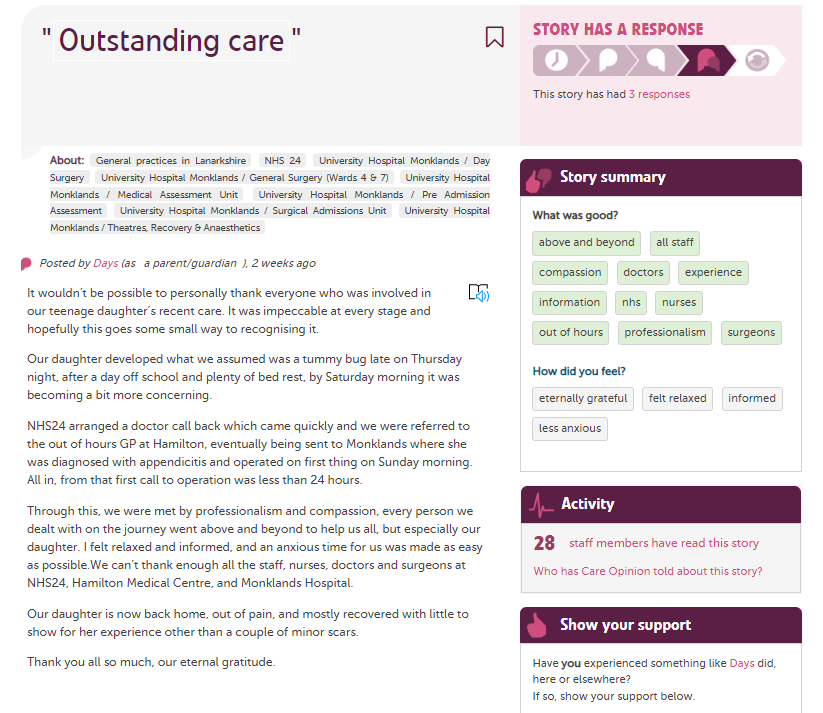 " Outstanding care "
About: General practices in Lanarkshire NHS 24 University Hospital Monklands / Day
Surgery University Hospital Monklands / General Surgery (Wards 4 & 7) University Hospital
Monklands / Medical Assessment Unit University Hospital Monklands / Pre Admission
Assessment University Hospital Monklands / Surgical Admissions Unit University Hospital
Monklands / Theatres, Recovery & Anaesthetics
Posted by Days (as a parent/guardian ), 2 weeks ago
It wouldn't be possible to personally thank everyone who was involved in
our teenage daughter's recent care. It was impeccable at every stage and
hopefully this goes some small way to recognising it.
Our daughter developed what we assumed was a tummy bug late on Thursday
night, after a day off school and plenty of bed rest, by Saturday morning it was
becoming a bit more concerning.
NHS24 arranged a doctor call back which came quickly and we were referred to
the out of hours GP at Hamilton, eventually being sent to Monklands where she
was diagnosed with appendicitis and operated on first thing on Sunday morning.
All in, from that first call to operation was less than 24 hours.
Through this, we were met by professionalism and compassion, every person we
dealt with on the journey went above and beyond to help us all, but especially our
daughter. I felt relaxed and informed, and an anxious time for us was made as easy
as possible.We can't thank enough all the staff, nurses, doctors and surgeons at
NHS24, Hamilton Medical Centre, and Monklands Hospital.
Our daughter is now back home, out of pain, and mostly recovered with little to
show for her experience other than a couple of minor scars.
Thank you all so much, our eternal gratitude.
STORY HAS A RESPONSE
This story has had 3 responses
Story summary
What was good?
above and beyond all staff
compassion doctors experience
information nhs nurses
out of hours professionalism surgeons
How did you feel?
eternally grateful felt relaxed informed
less anxious
Activity
28 staff members have read this story
Who has Care Opinion told about this story?
Show your support
Have you experienced something like Days did,
here or elsewhere?
If so, show your support below.